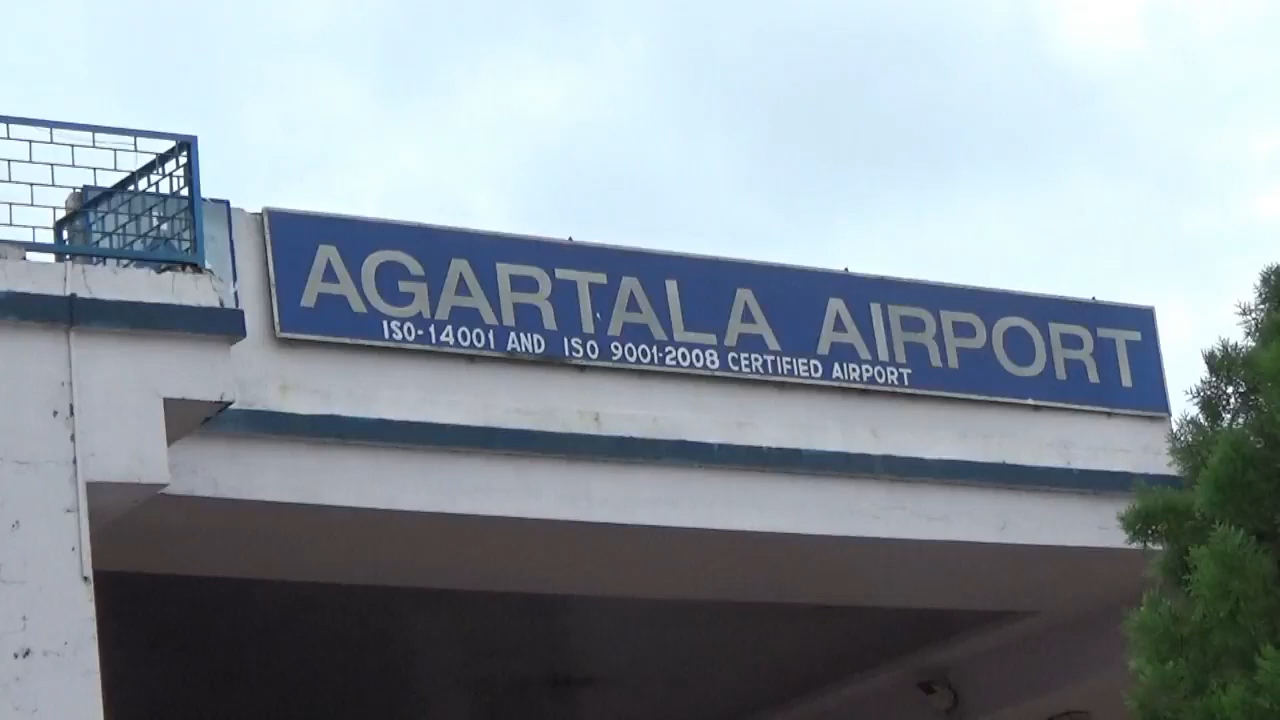 AGARTALA AIRPORT
ISO-14001 AND ISO 9001-2008 CERTIFIED AIRPORT